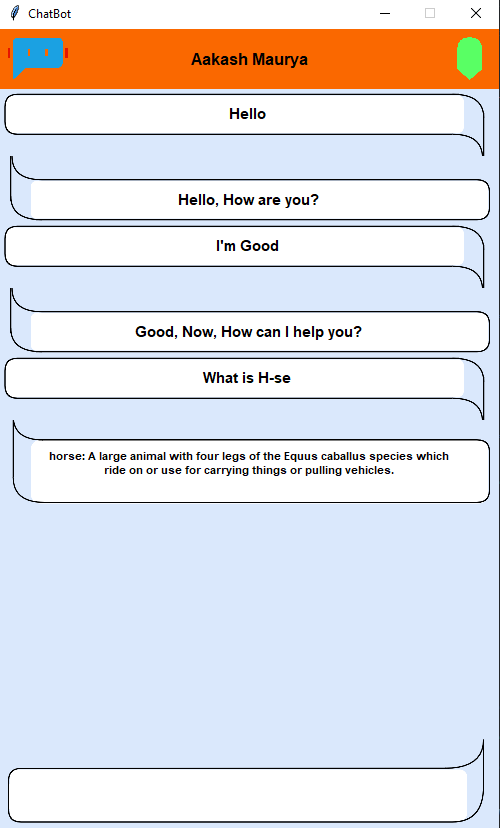 ChatBot
Aakash Maurya
Hello
Hello, How are you?
I'm Good
Good, Now, How can I help you?
What is H-se
horse: A large animal with four legs of the Equus caballus species which
ride on or use for carrying things or pulling vehicles.